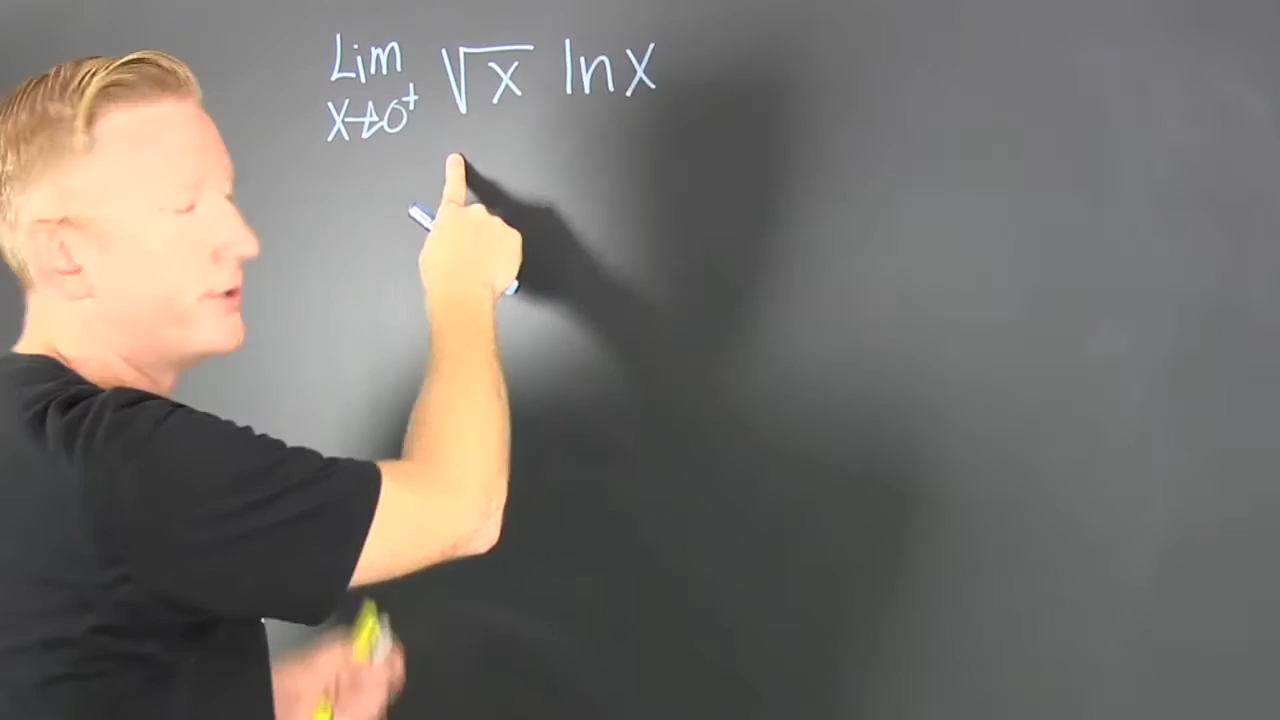 Lim √x ln x
x→0⁺